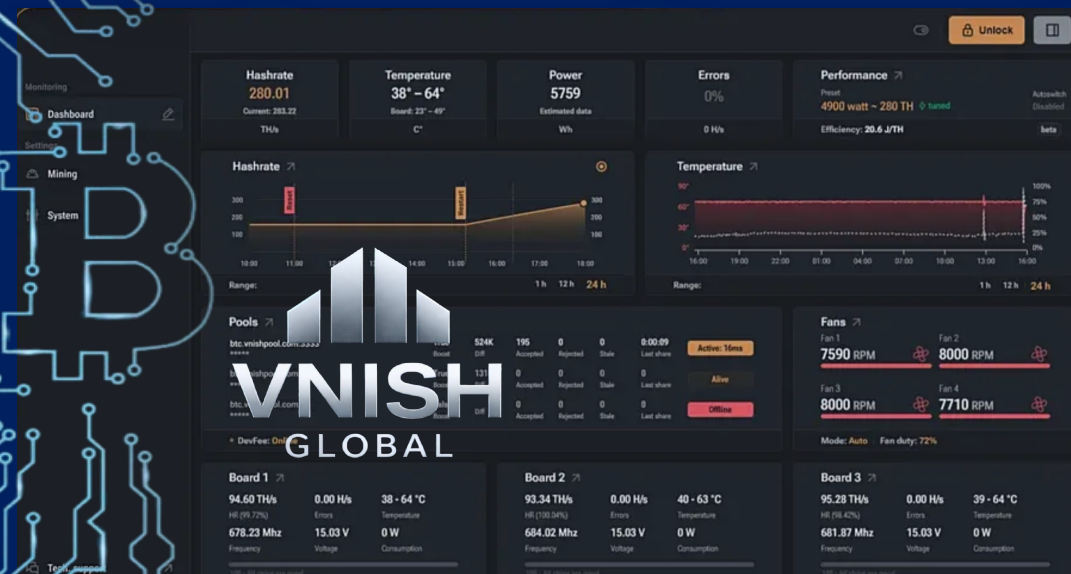 Unlock
Monitoring
Dashboard
Settings
Mining
System
Tech. support
Hashrate
280.01
Current: 283.22
TH/s
Temperature
38° – 64°
Board: 23° – 49°
C°
Power
5759
Estimated data
Wh
Errors
0%
0 H/s
Performance
Preset
4900 watt ~ 280 TH tuned
Autoswitch
Disabled
Efficiency: 20.6 J/TH
beta
Hashrate
300
200
100
Reset
Restart
300
200
100
10:00 11:00 14:00 15:00 16:00 17:00 18:00
Range: 1 h 12 h 24 h
Temperature
90°
60°
30°
0°
100%
75%
50%
25%
0%
16:00 19:00 22:00 01:00 04:00 07:00 10:00 13:00 16:00
Range: 1 h 12 h 24 h
Pools
btc.vnishpool.com:3333
*****
Boost
524K
Diff
195
Accepted
0
Rejected
0
Stale
0:00:09
Last share
Active: 16ms
*****
0
Accepted
0
Rejected
0
Stale
0
Last share
Alive
*****
Diff
0
Accepted
0
Rejected
0
Stale
0
Last share
Offline
DevFee:
VNISH
GLOBAL
Fans
Fan 1
7590 RPM
Fan 2
8000 RPM
Fan 3
8000 RPM
Fan 4
7710 RPM
Mode: Auto Fan duty: 72%
Board 1
94.60 TH/s 0.00 H/s 38 - 64 °C
HR (99.72%) Errors Temperature
678.23 Mhz 15.03 V 0 W
Frequency Voltage Consumption
Board 2
93.34 TH/s 0.00 H/s 40 - 63 °C
HR (100.04%) Errors Temperature
684.02 Mhz 15.03 V 0 W
Frequency Voltage Consumption
Board 3
95.28 TH/s 0.00 H/s 39 - 64 °C
HR (98.42%) Errors Temperature
681.87 Mhz 15.03 V 0 W
Frequency Voltage Consumption